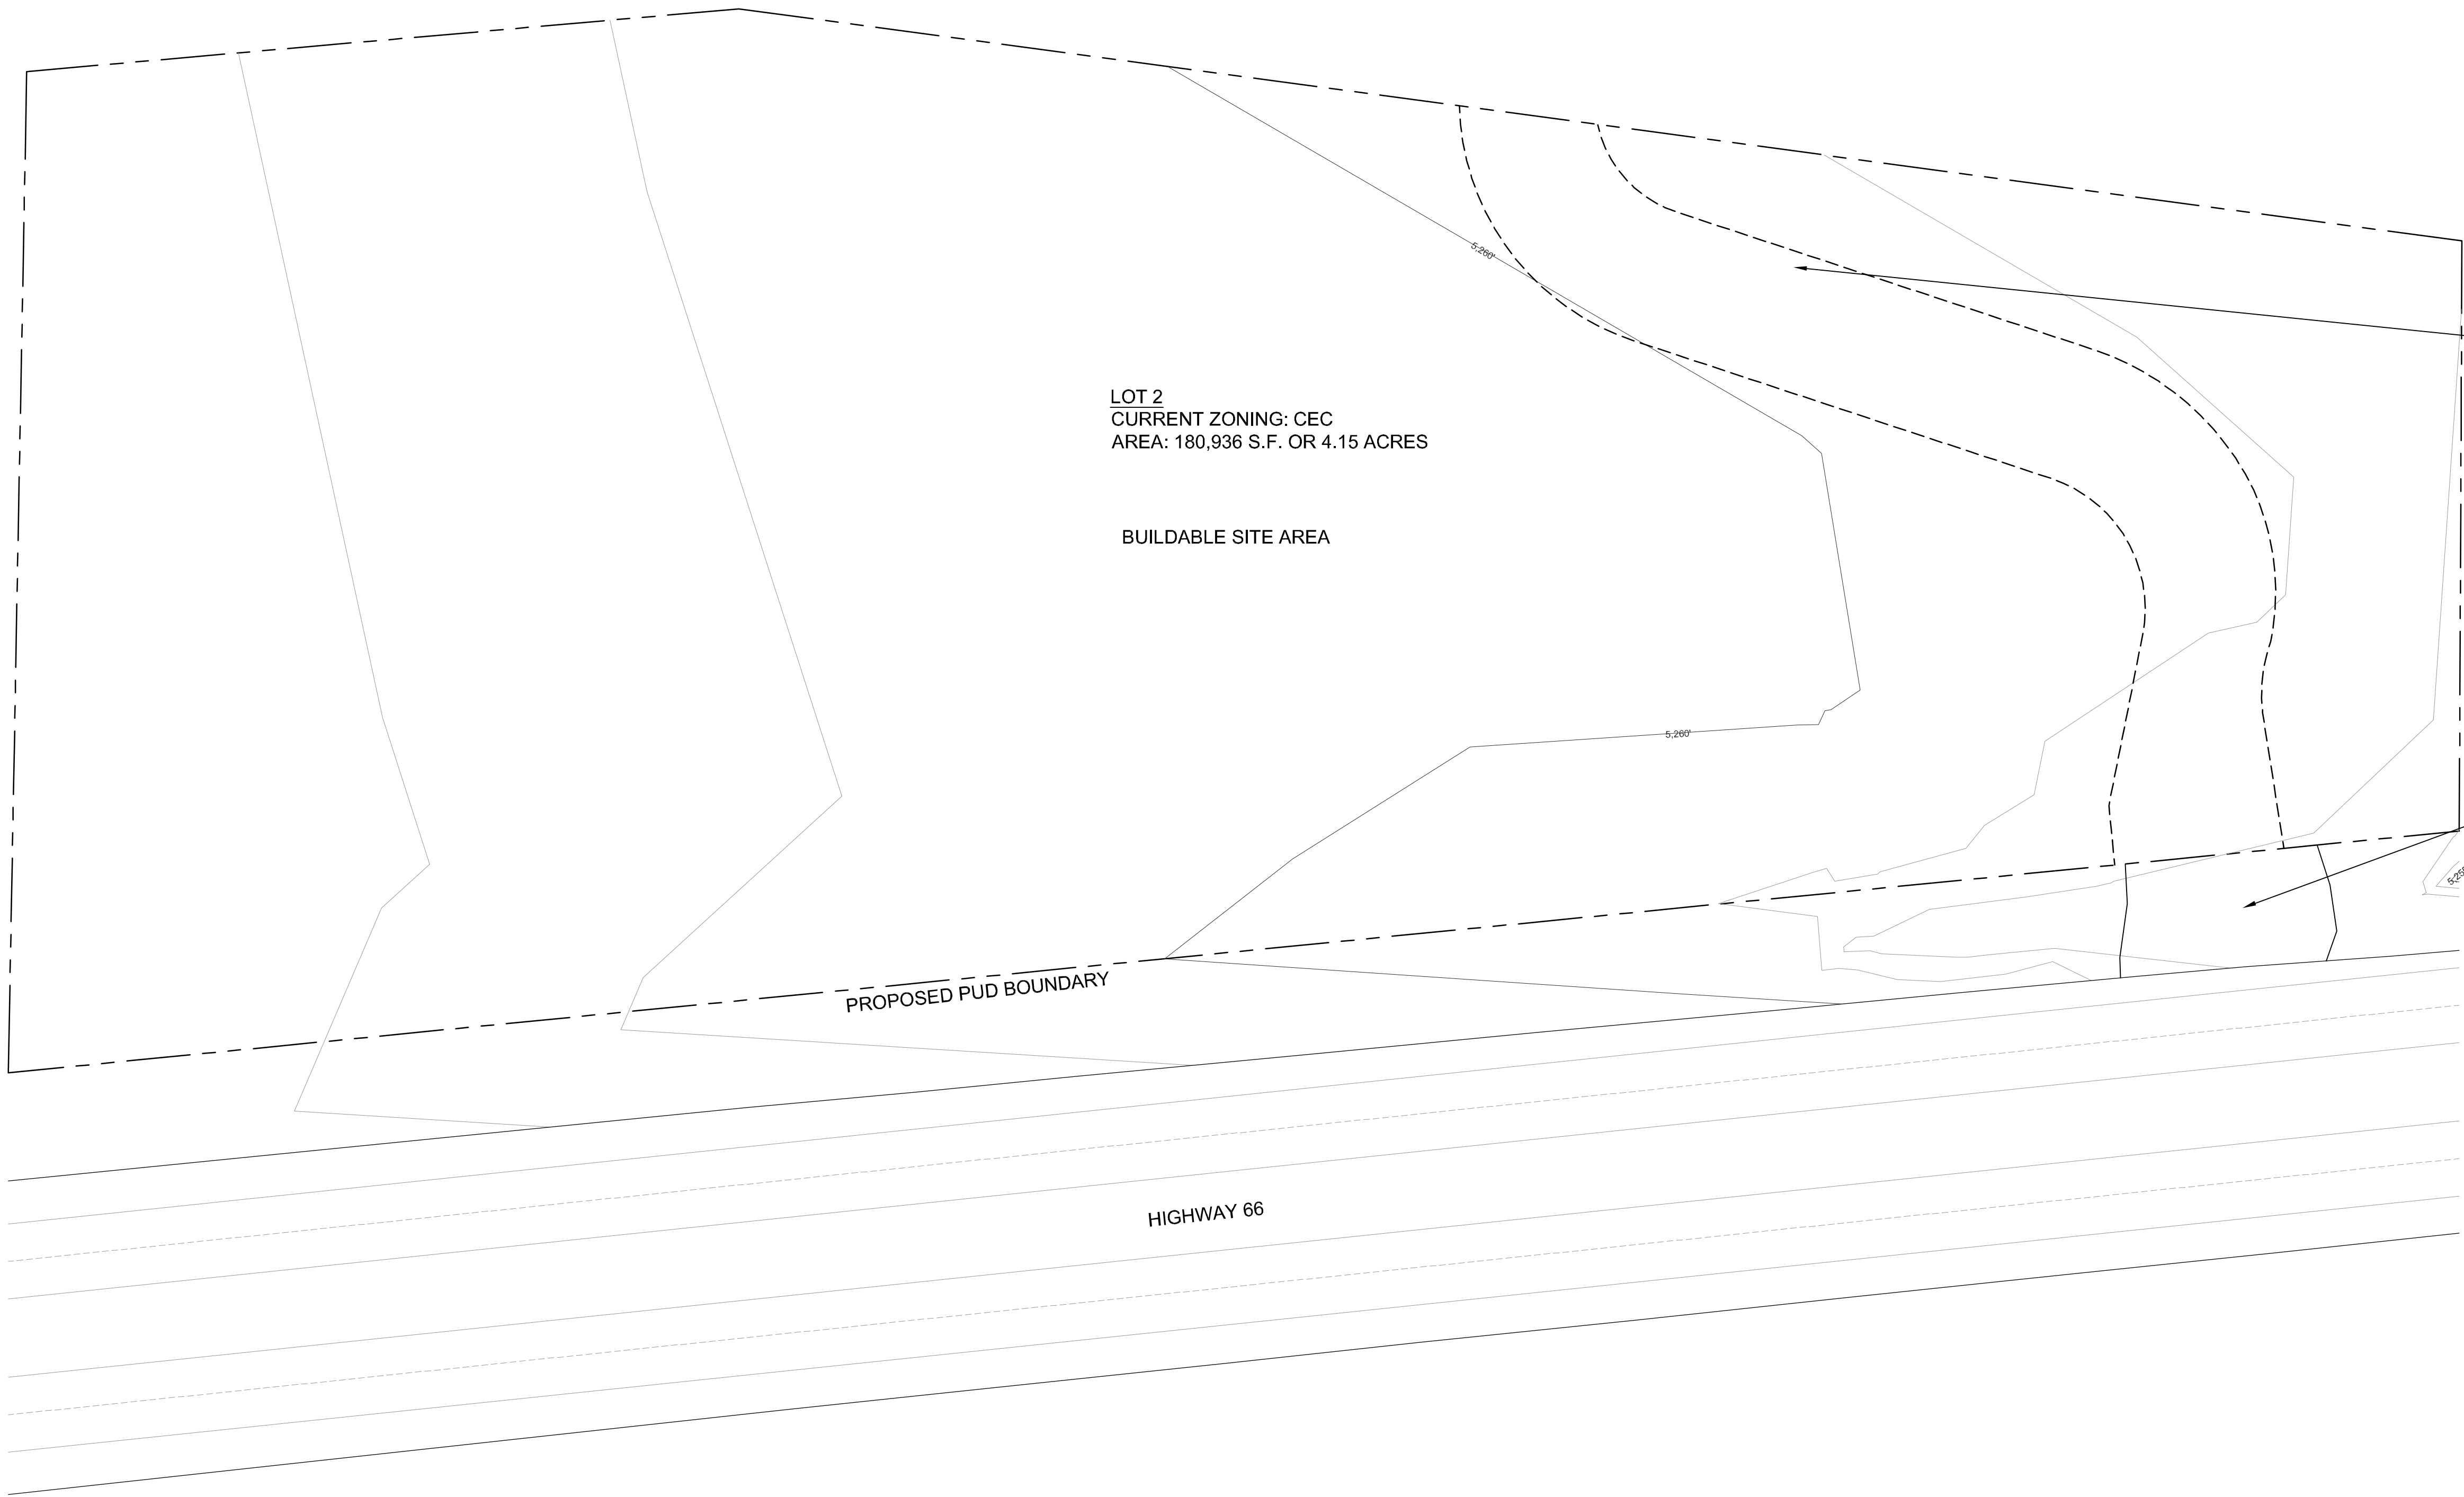 5,260'
LOT 2
CURRENT ZONING: CEC
AREA: 180,936 S.F. OR 4.15 ACRES
BUILDABLE SITE AREA
5,260'
PROPOSED PUD BOUNDARY
HIGHWAY 66